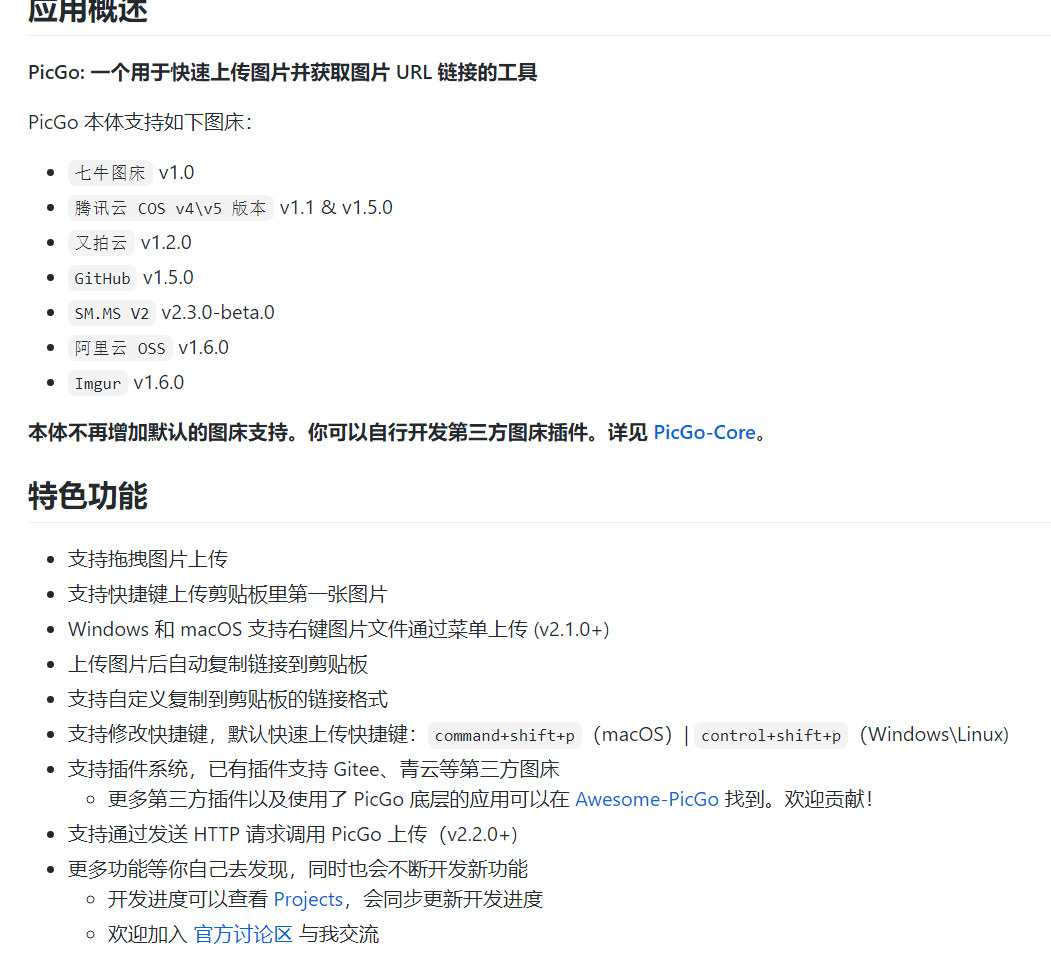 应用概述
PicGo: 一个用于快速上传图片并获取图片 URL 链接的工具
PicGo 本体支持如下图床：
七牛图床 v1.0
腾讯云 COS v4\v5 版本 v1.1 & v1.5.0
又拍云 v1.2.0
GitHub v1.5.0
SM.MS V2 v2.3.0-beta.0
阿里云 OSS v1.6.0
Imgur v1.6.0
本体不再增加默认的图床支持。你可以自行开发第三方图床插件。详见 PicGo-Core。
特色功能
支持拖拽图片上传
支持快捷键上传剪贴板里第一张图片
Windows 和 macOS 支持右键图片文件通过菜单上传 (v2.1.0+)
上传图片后自动复制链接到剪贴板
支持自定义复制到剪贴板的链接格式
支持修改快捷键，默认快速上传快捷键：command+shift+p（macOS）| control+shift+p（Windows\Linux)
支持插件系统，已有插件支持 Gitee、青云等第三方图床
更多第三方插件以及使用了 PicGo 底层的应用可以在 Awesome-PicGo 找到。欢迎贡献！
支持通过发送 HTTP 请求调用 PicGo 上传（v2.2.0+)
更多功能等你自己去发现，同时也会不断开发新功能
开发进度可以查看 Projects，会同步更新开发进度
欢迎加入 官方讨论区 与我交流